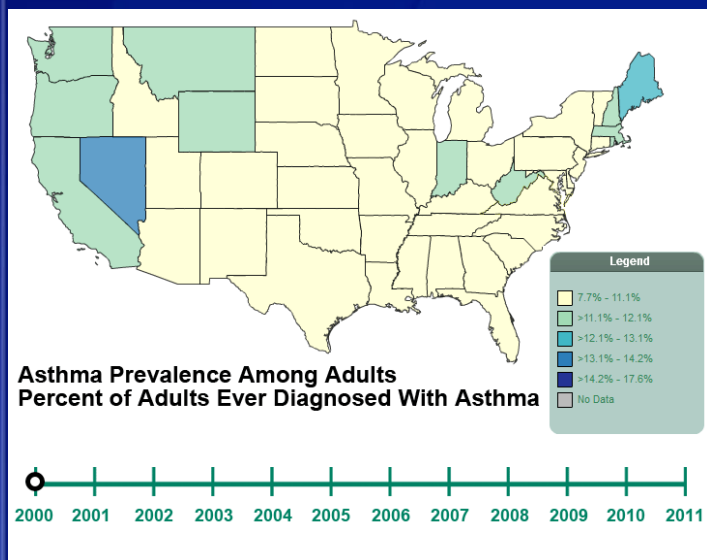 Legend
7.7% - 11.1%
>11.1% - 12.1%
>12.1% - 13.1%
>13.1% - 14.2%
>14.2% - 17.6%
No Data
Asthma Prevalence Among Adults
Percent of Adults Ever Diagnosed With Asthma
2000 2001 2002 2003 2004 2005 2006 2007 2008 2009 2010 2011